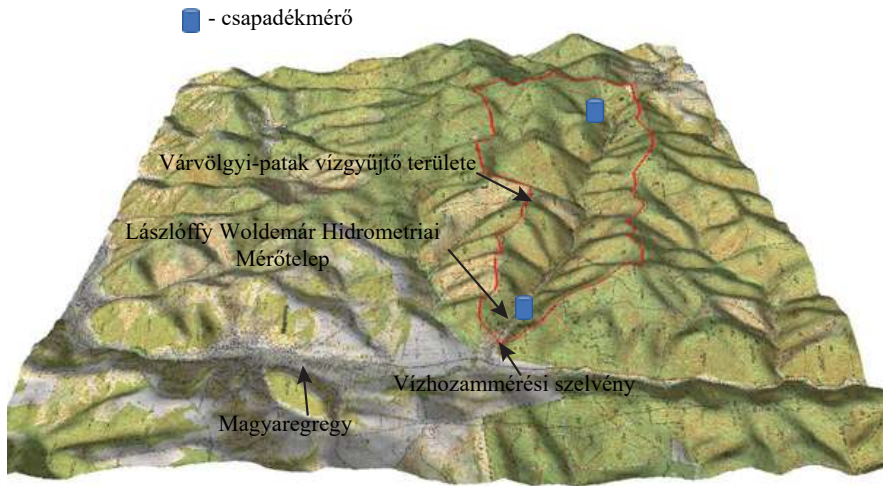 - csapadékmérő
Várvölgyi-patak vízgyűjtő területe
Lászlóffy Woldemár Hidrometriai
Mérőtelep
Vízhozammérési szelvény
Magyaregregy